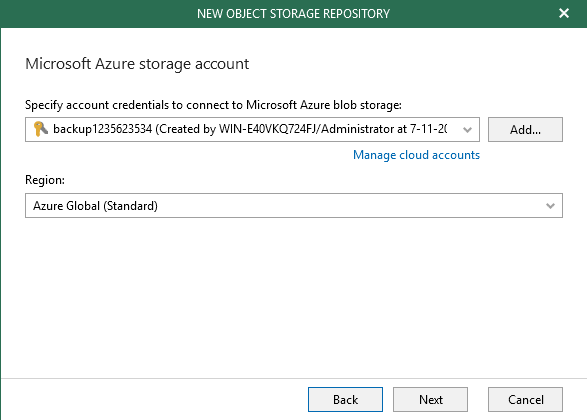 NEW OBJECT STORAGE REPOSITORY
Microsoft Azure storage account
Specify account credentials to connect to Microsoft Azure blob storage:
backup1235623534 (Created by WIN-E40VKQ724FJ/Administrator at 7-11-20
Add...
Manage cloud accounts
Region:
Azure Global (Standard)
Back
Next
Cancel